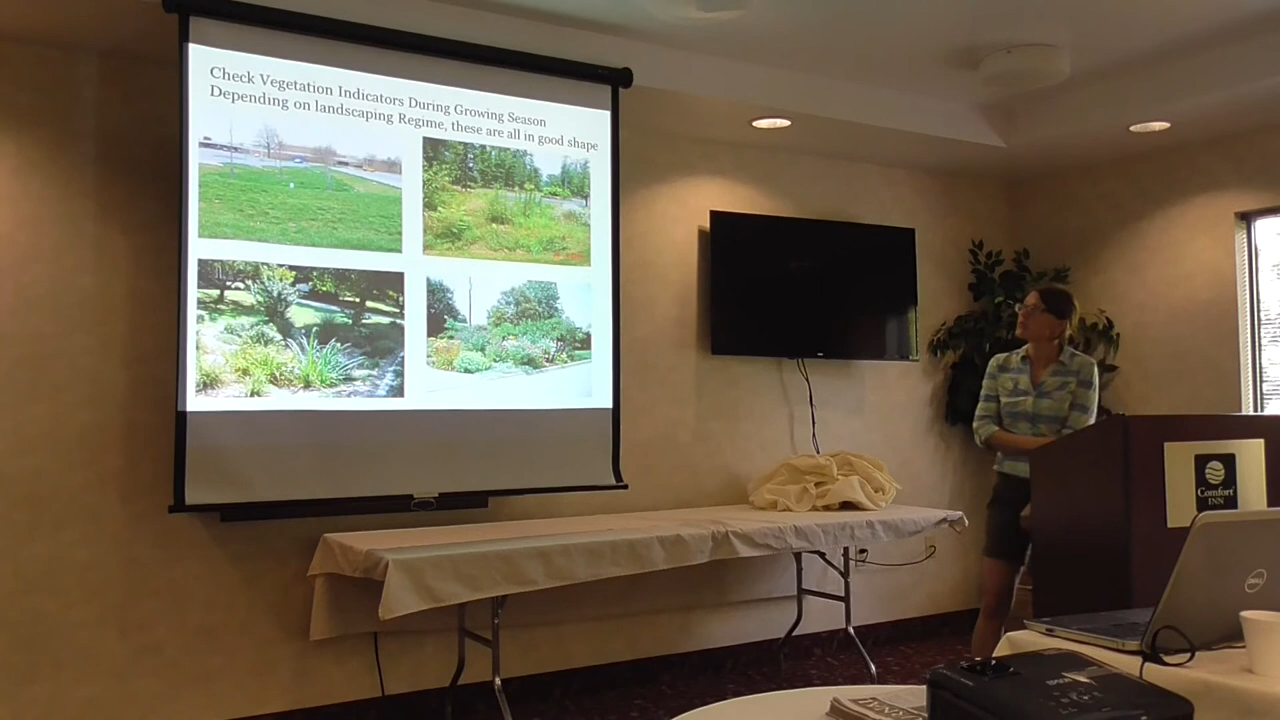 Check Vegetation Indicators During Growing Season
Depending on landscaping Regime, these are all in good shape
Comfort
INN
DELL
EPSON